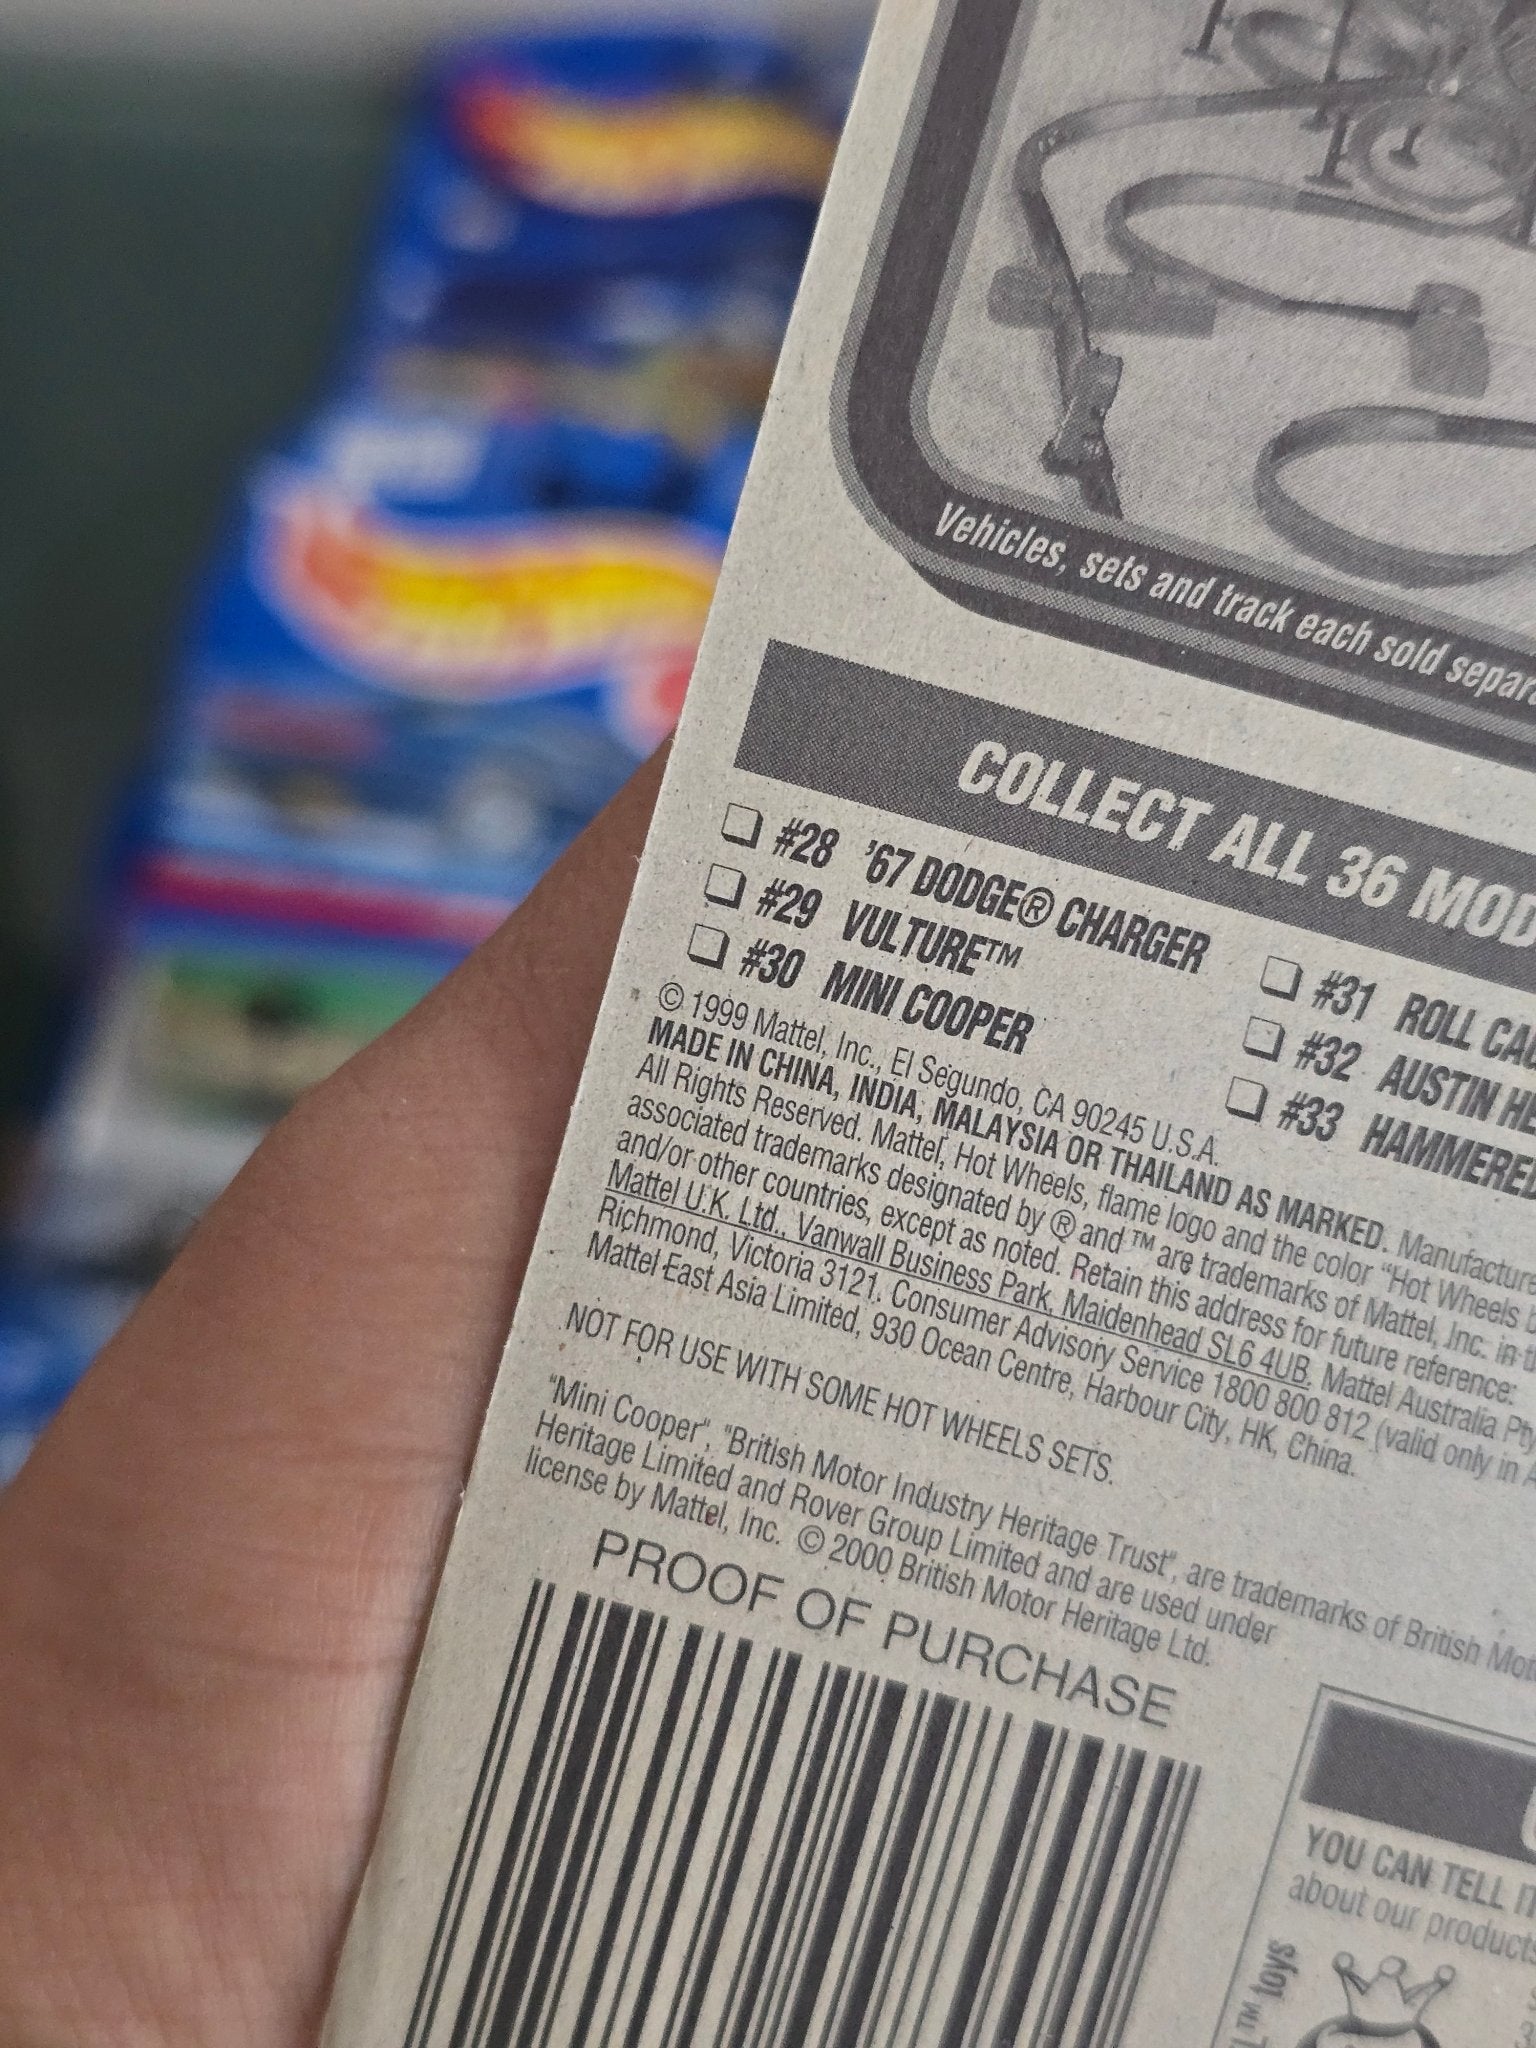 Vehicles, sets and track each sold
COLLECT ALL 36
#28 '67 DODGE® CHARGER
#29 VULTURE™
#30 MINI COOPER
#31 ROLL
#32 AUSTIN
#33 HAMMERED
© 1999 Mattel, Inc., El Segundo, CA 90245 U.S.A.
MADE IN CHINA, INDIA, MALAYSIA OR THAILAND AS MARKED.
All Rights Reserved. Mattel, Hot Wheels, flame logo and the color "Hot Wheels
associated trademarks designated by ® and ™ are trademarks of Mattel, Inc. in
and/or other countries, except as noted. Retain this address for future reference:
Mattel U.K. Ltd., Vanwall Business Park, Maidenhead SL6 4UB. Mattel Australia Pty
Richmond, Victoria 3121. Consumer Advisory Service 1800 800 812 (valid only in
Mattel East Asia Limited, 930 Ocean Centre, Harbour City, HK, China.
NOT FOR USE WITH SOME HOT WHEELS SETS.
"Mini Cooper", "British Motor Industry Heritage Trust", are trademarks of British
Heritage Limited and Rover Group Limited and are used under
license by Mattel, Inc. © 2000 British Motor Heritage Ltd.
PROOF OF PURCHASE
YOU CAN TELL
about our products
toys